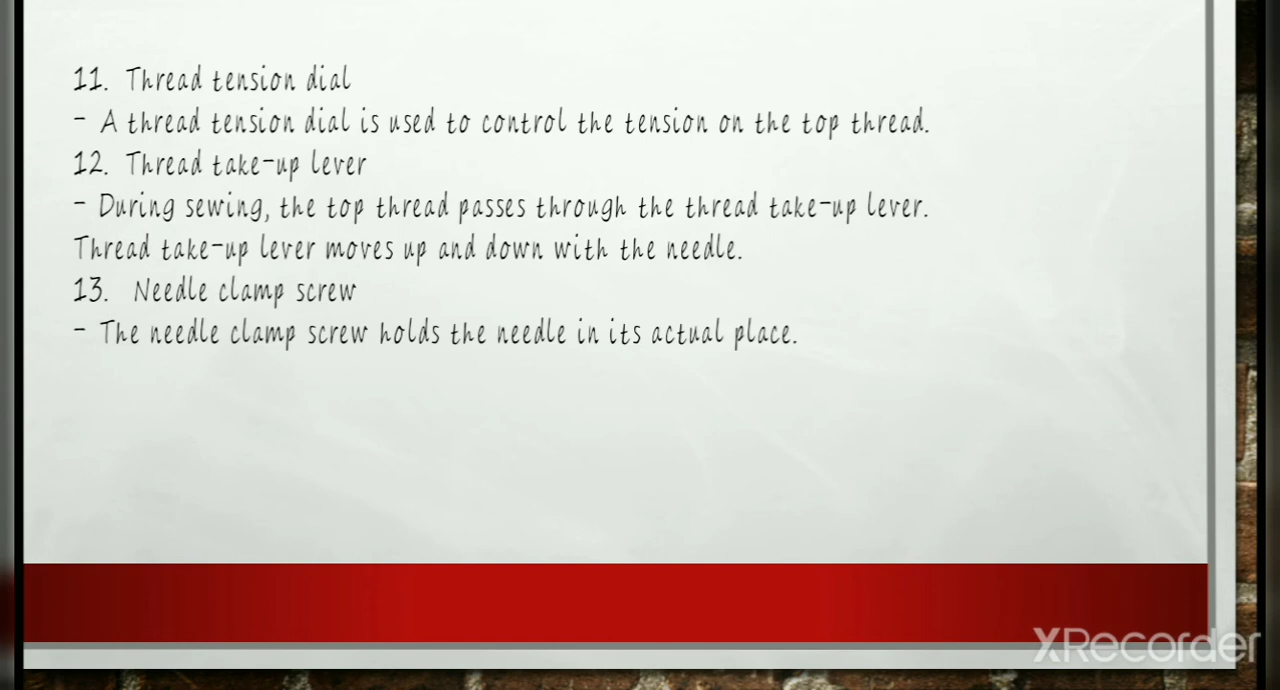 11. Thread tension dial
- A thread tension dial is used to control the tension on the top thread.
12. Thread take-up lever
- During sewing, the top thread passes through the thread take-up lever.
Thread take-up lever moves up and down with the needle.
13. Needle clamp screw
- The needle clamp screw holds the needle in its actual place.
XRecorder